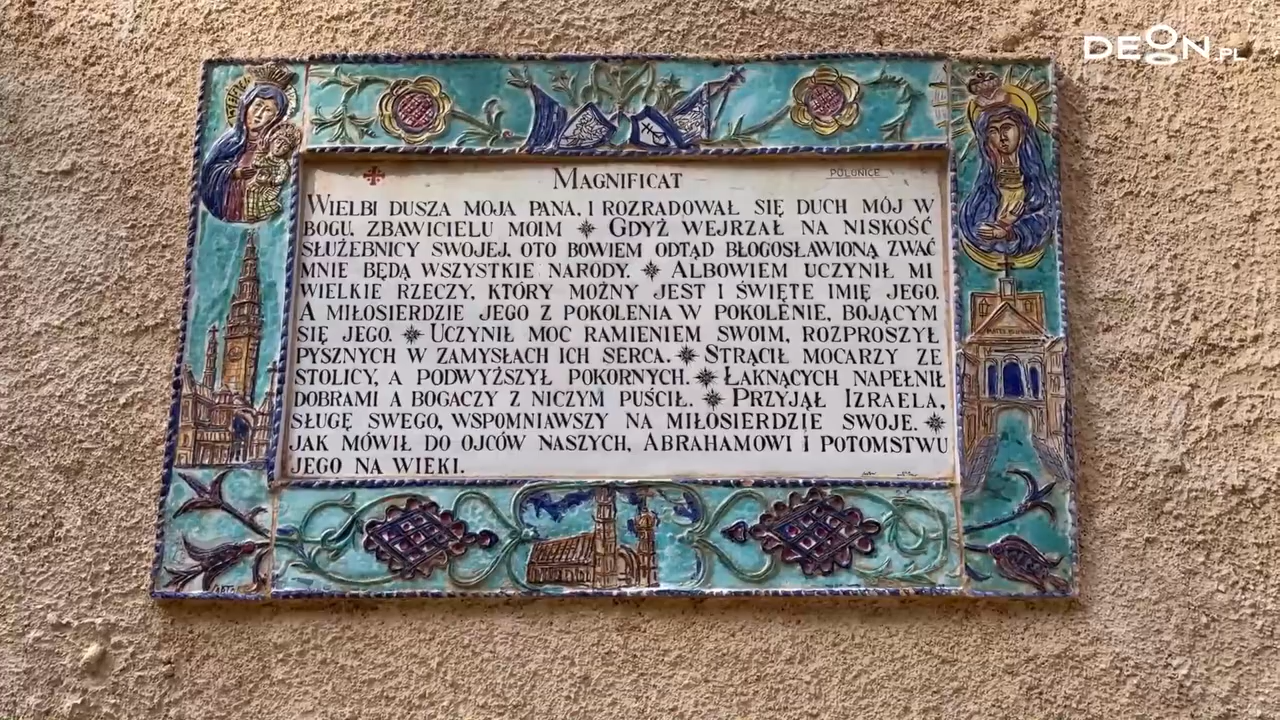 DEON.PL
MAGNIFICAT
POLONICE
WIELBI DUSZA MOJA PANA, I ROZRADOWAŁ SIĘ DUCH MÓJ W
BOGU, ZBAWICIELU MOIM ✷ GDYŻ WEJRZAŁ NA NISKOŚĆ
SŁUŻEBNICY SWOJEJ. OTO BOWIEM ODTĄD BŁOGOSŁAWIONĄ ZWAĆ
MNIE BĘDĄ WSZYSTKIE NARODY. ✷ ALBOWIEM UCZYNIŁ MI
WIELKIE RZECZY, KTÓRY MOŻNY JEST I ŚWIĘTE IMIĘ JEGO.
A MIŁOSIERDZIE JEGO Z POKOLENIA W POKOLENIE, BOJĄCYM
SIĘ JEGO. ✷ UCZYNIŁ MOC RAMIENIEM SWOIM, ROZPROSZYŁ
PYSZNYCH W ZAMYSŁACH ICH SERCA. ✷ STRĄCIŁ MOCARZY ZE
STOLICY, A PODWYŻSZYŁ POKORNYCH. ✷ ŁAKNĄCYCH NAPEŁNIŁ
DOBRAMI A BOGACZY Z NICZYM PUŚCIŁ. ✷ PRZYJĄŁ IZRAELA,
SŁUGĘ SWEGO, WSPOMNIAWSZY NA MIŁOSIERDZIE SWOJE. ✷
JAK MÓWIŁ DO OJCÓW NASZYCH, ABRAHAMOWI I POTOMSTWU
JEGO NA WIEKI.